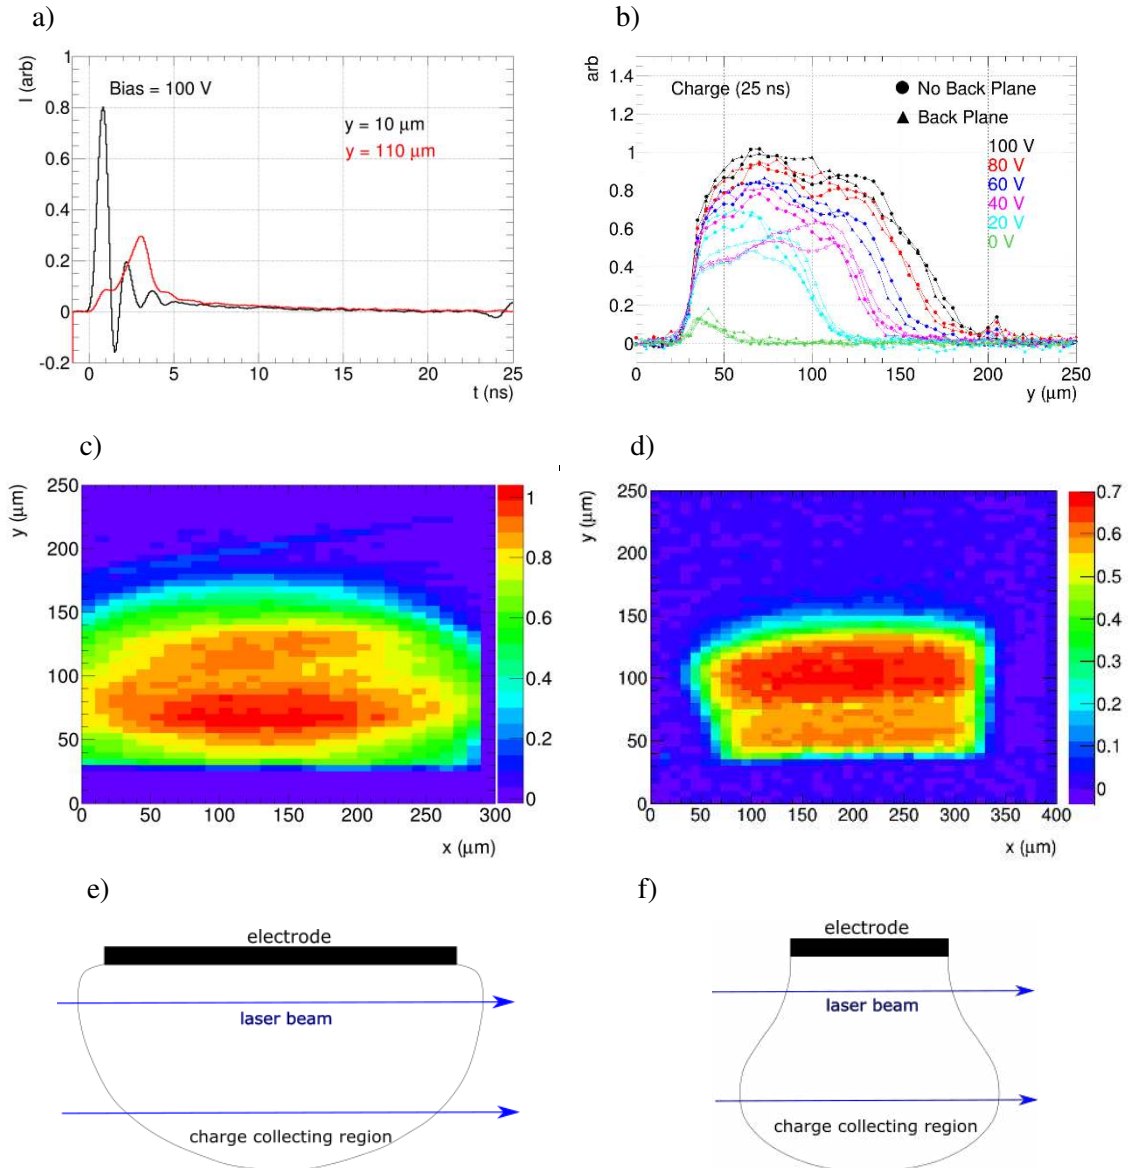 a)
I (arb)
1
0.8
0.6
0.4
0.2
0
-0.2
Bias = 100 V
y = 10 μm
y = 110 μm
0 5 10 15 20 25
t (ns)
b)
arb
1.4
1.2
1
0.8
0.6
0.4
0.2
0
Charge (25 ns)
No Back Plane
Back Plane
100 V
80 V
60 V
40 V
20 V
0 V
0 50 100 150 200 250
y (μm)
c)
y (μm)
250
200
150
100
50
0
0 50 100 150 200 250 300
x (μm)
1
0.8
0.6
0.4
0.2
0
d)
y (μm)
250
200
150
100
50
0
0 50 100 150 200 250 300 350 400
x (μm)
0.7
0.6
0.5
0.4
0.3
0.2
0.1
0
e)
electrode
laser beam
charge collecting region
f)
electrode
laser beam
charge collecting region